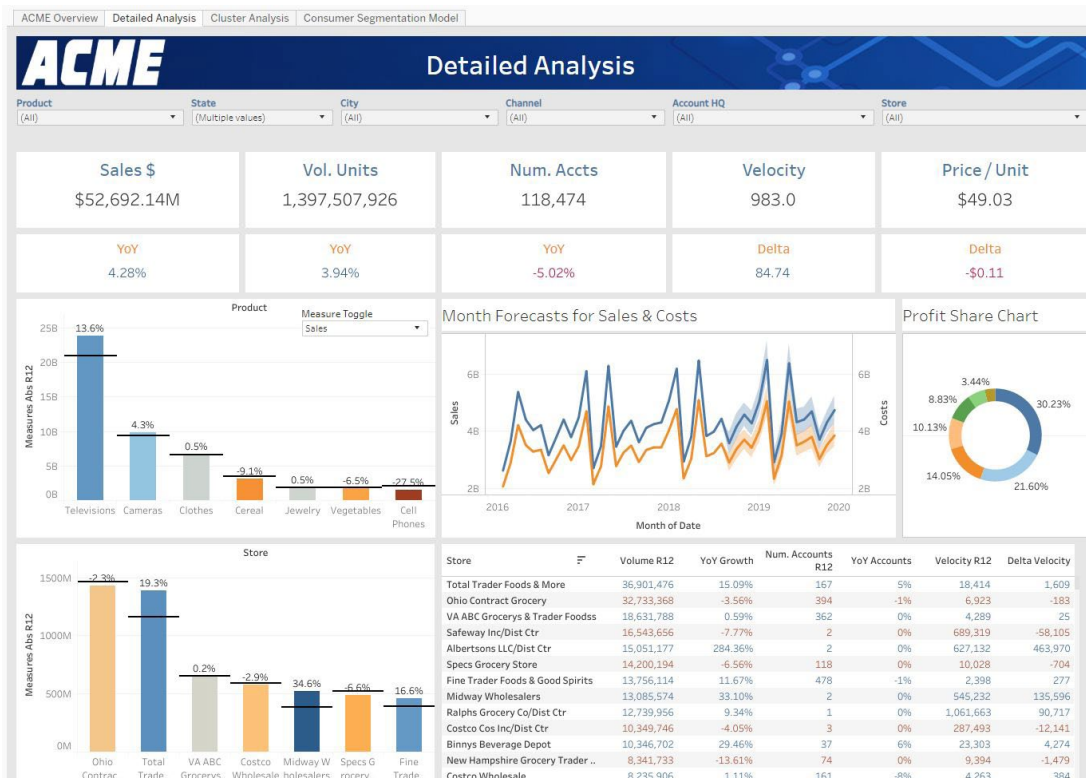 ACME Overview Detailed Analysis Cluster Analysis Consumer Segmentation Model
ACME Detailed Analysis
Product State City Channel Account HQ Store
(All) (Multiple values) (All) (All) (All) (All)
Sales $ Vol. Units Num. Accts Velocity Price / Unit
$52,692.14M 1,397,507,926 118,474 983.0 $49.03
YoY YoY YoY Delta Delta
4.28% 3.94% -5.02% 84.74 -$0.11
Product
Measure Toggle
Sales
Measures Abs R12
25B
20B
15B
10B
5B
0B
13.6% 4.3% 0.5% -9.1% 0.5% -6.5% -27.5%
Televisions Cameras Clothes Cereal Jewelry Vegetables Cell
Phones
Month Forecasts for Sales & Costs
Sales
6B
4B
2B
6B
4B
2B
Costs
2016 2017 2018 2019 2020
Month of Date
Profit Share Chart
3.44%
8.83%
30.23%
10.13%
14.05%
21.60%
Store
Measures Abs R12
1500M
1000M
500M
0M
-2.3% 19.3% 0.2% -2.9% 34.6% -6.6% 16.6%
Ohio Total VA ABC Costco Midway W Specs G Fine
Contrac Trade Grocerys Wholesale holesalers rocery Trade
Store Volume R12 YoY Growth Num. Accounts R12 YoY Accounts Velocity R12 Delta Velocity
Total Trader Foods & More 36,901,476 15.09% 167 5% 18,414 1,609
Ohio Contract Grocery 32,733,368 -3.56% 394 -1% 6,923 -183
VA ABC Grocerys & Trader Foodss 18,631,788 0.59% 362 0% 4,289 25
Safeway Inc/Dist Ctr 16,543,656 -7.77% 2 0% 689,319 -58,105
Albertsons LLC/Dist Ctr 15,051,177 284.36% 2 0% 627,132 463,970
Specs Grocery Store 14,200,194 -6.56% 118 0% 10,028 -704
Fine Trader Foods & Good Spirits 13,756,114 11.67% 478 -1% 2,398 277
Midway Wholesalers 13,085,574 33.10% 2 0% 545,232 135,596
Ralphs Grocery Co/Dist Ctr 12,739,956 9.34% 1 0% 1,061,663 90,717
Costco Cos Inc/Dist Ctr 10,349,746 -4.05% 3 0% 287,493 -12,141
Binnys Beverage Depot 10,346,702 29.46% 37 6% 23,303 4,274
New Hampshire Grocery Trader .. 8,341,733 -13.61% 74 0% 9,394 -1,479
Costco Wholesale 8,235,906 1.11% 161 -8% 4,263 384